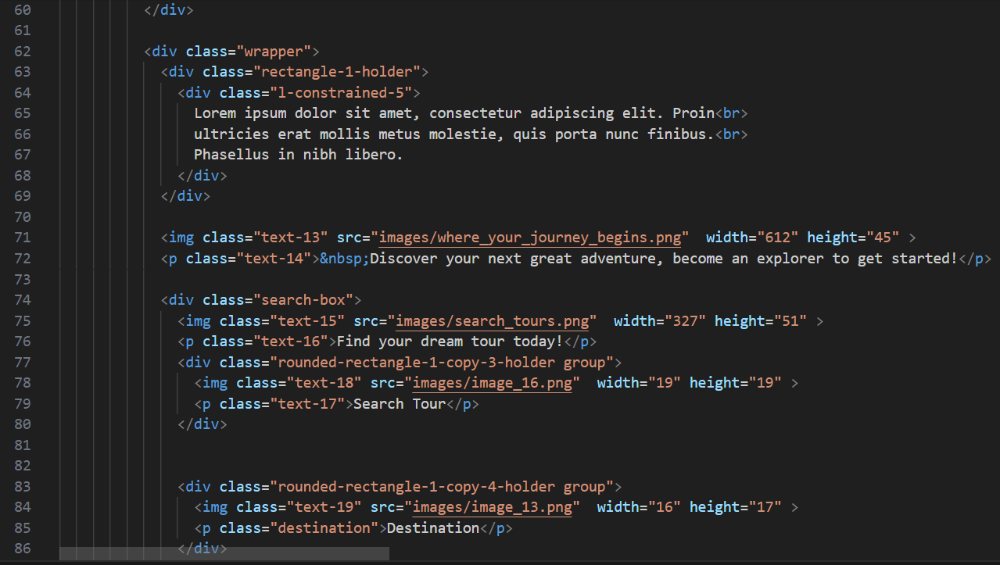 60          </div>
61
62          <div class="wrapper">
63            <div class="rectangle-1-holder">
64              <div class="l-constrained-5">
65                Lorem ipsum dolor sit amet, consectetur adipiscing elit. Proin<br>
66                ultricies erat mollis metus molestie, quis porta nunc finibus.<br>
67                Phasellus in nibh libero.
68              </div>
69            </div>
70
71            <img class="text-13" src="images/where_your_journey_begins.png"  width="612" height="45" >
72            <p class="text-14">&nbsp;Discover your next great adventure, become an explorer to get started!</p>
73
74            <div class="search-box">
75              <img class="text-15" src="images/search_tours.png"  width="327" height="51" >
76              <p class="text-16">Find your dream tour today!</p>
77              <div class="rounded-rectangle-1-copy-3-holder group">
78                <img class="text-18" src="images/image_16.png"  width="19" height="19" >
79                <p class="text-17">Search Tour</p>
80              </div>
81
82
83              <div class="rounded-rectangle-1-copy-4-holder group">
84                <img class="text-19" src="images/image_13.png"  width="16" height="17" >
85                <p class="destination">Destination</p>
86              </div>